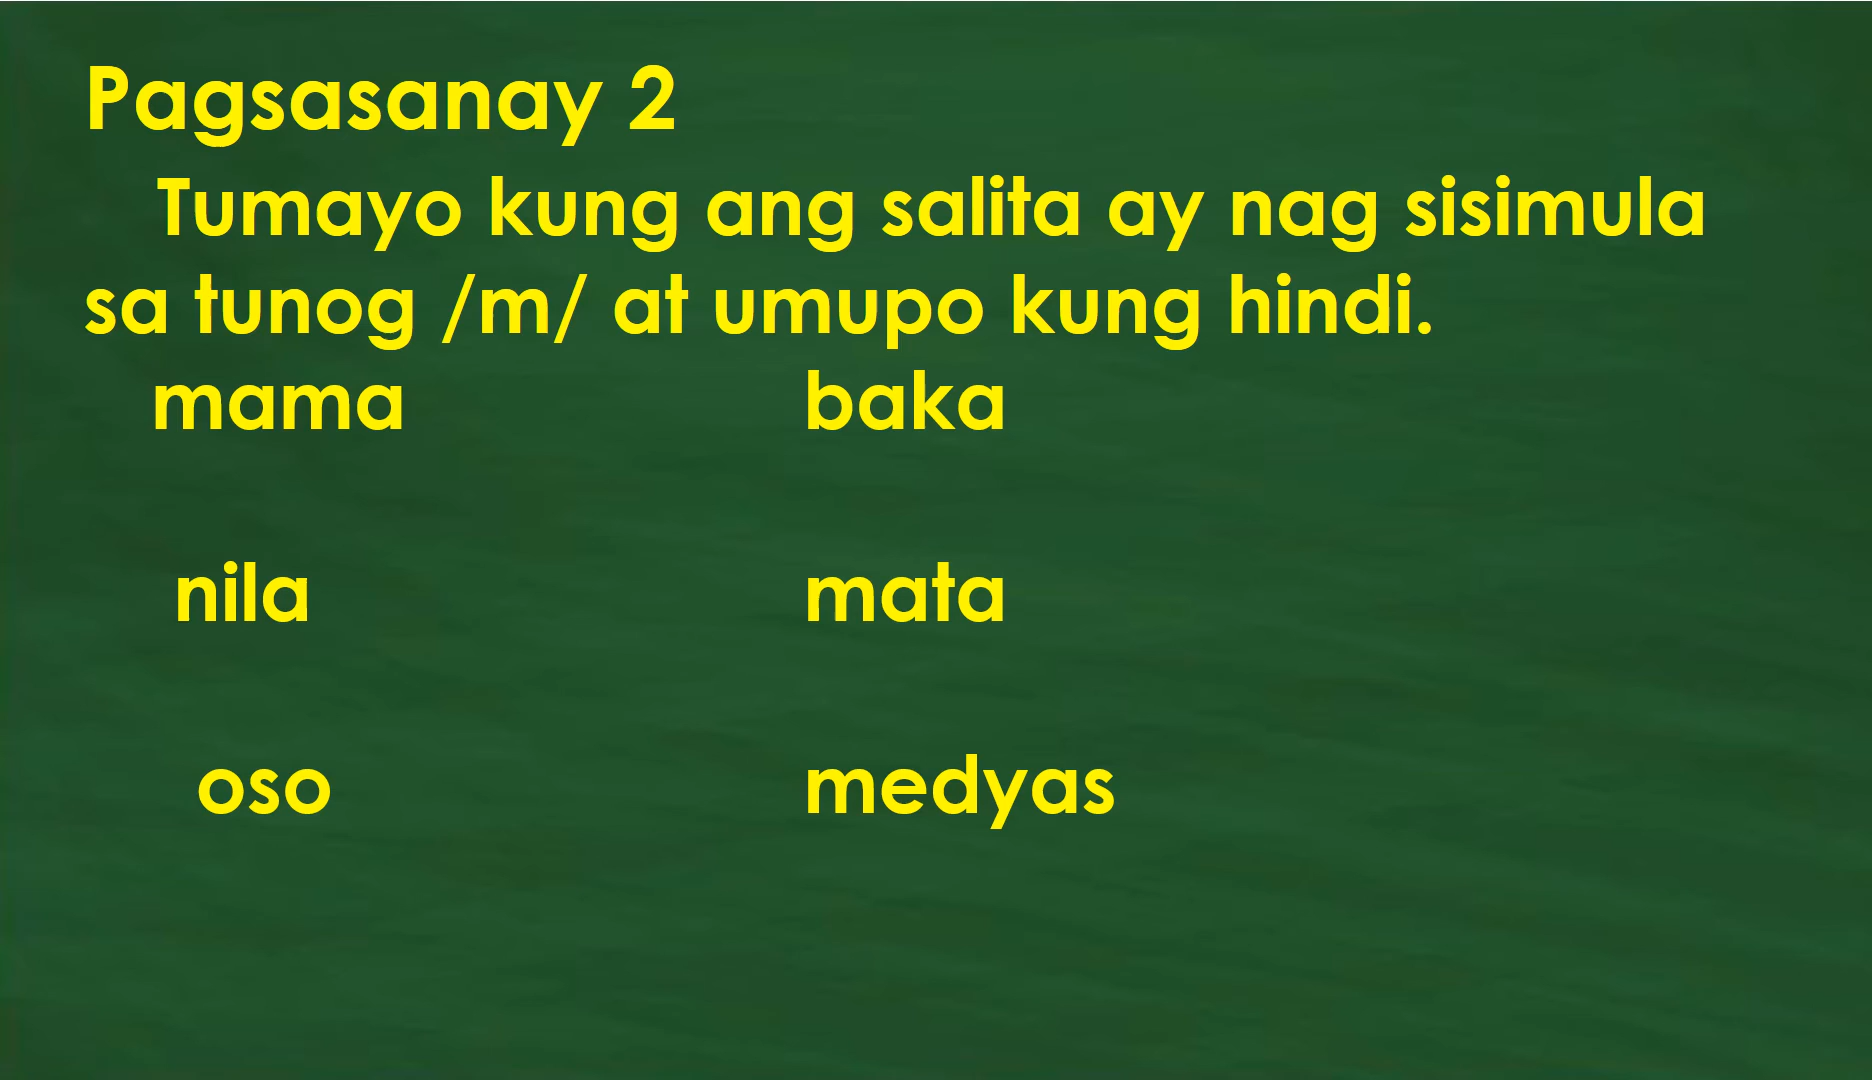 Pagsasanay 2
Tumayo kung ang salita ay nag sisimula
sa tunog /m/ at umupo kung hindi.
mama baka
nila mata
oso medyas